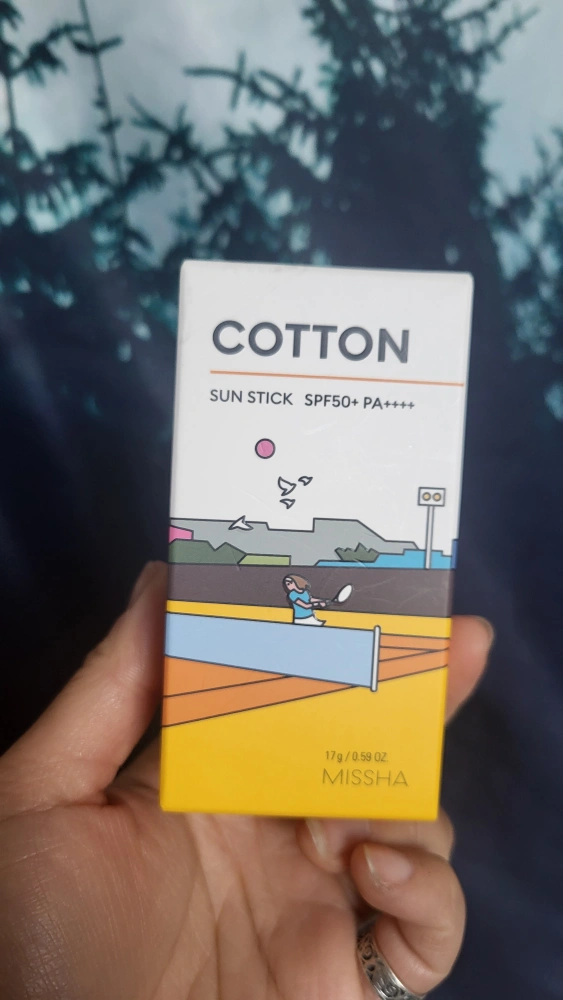 COTTON
SUN STICK SPF50+ PA++++
17g / 0.59 OZ.
MISSHA